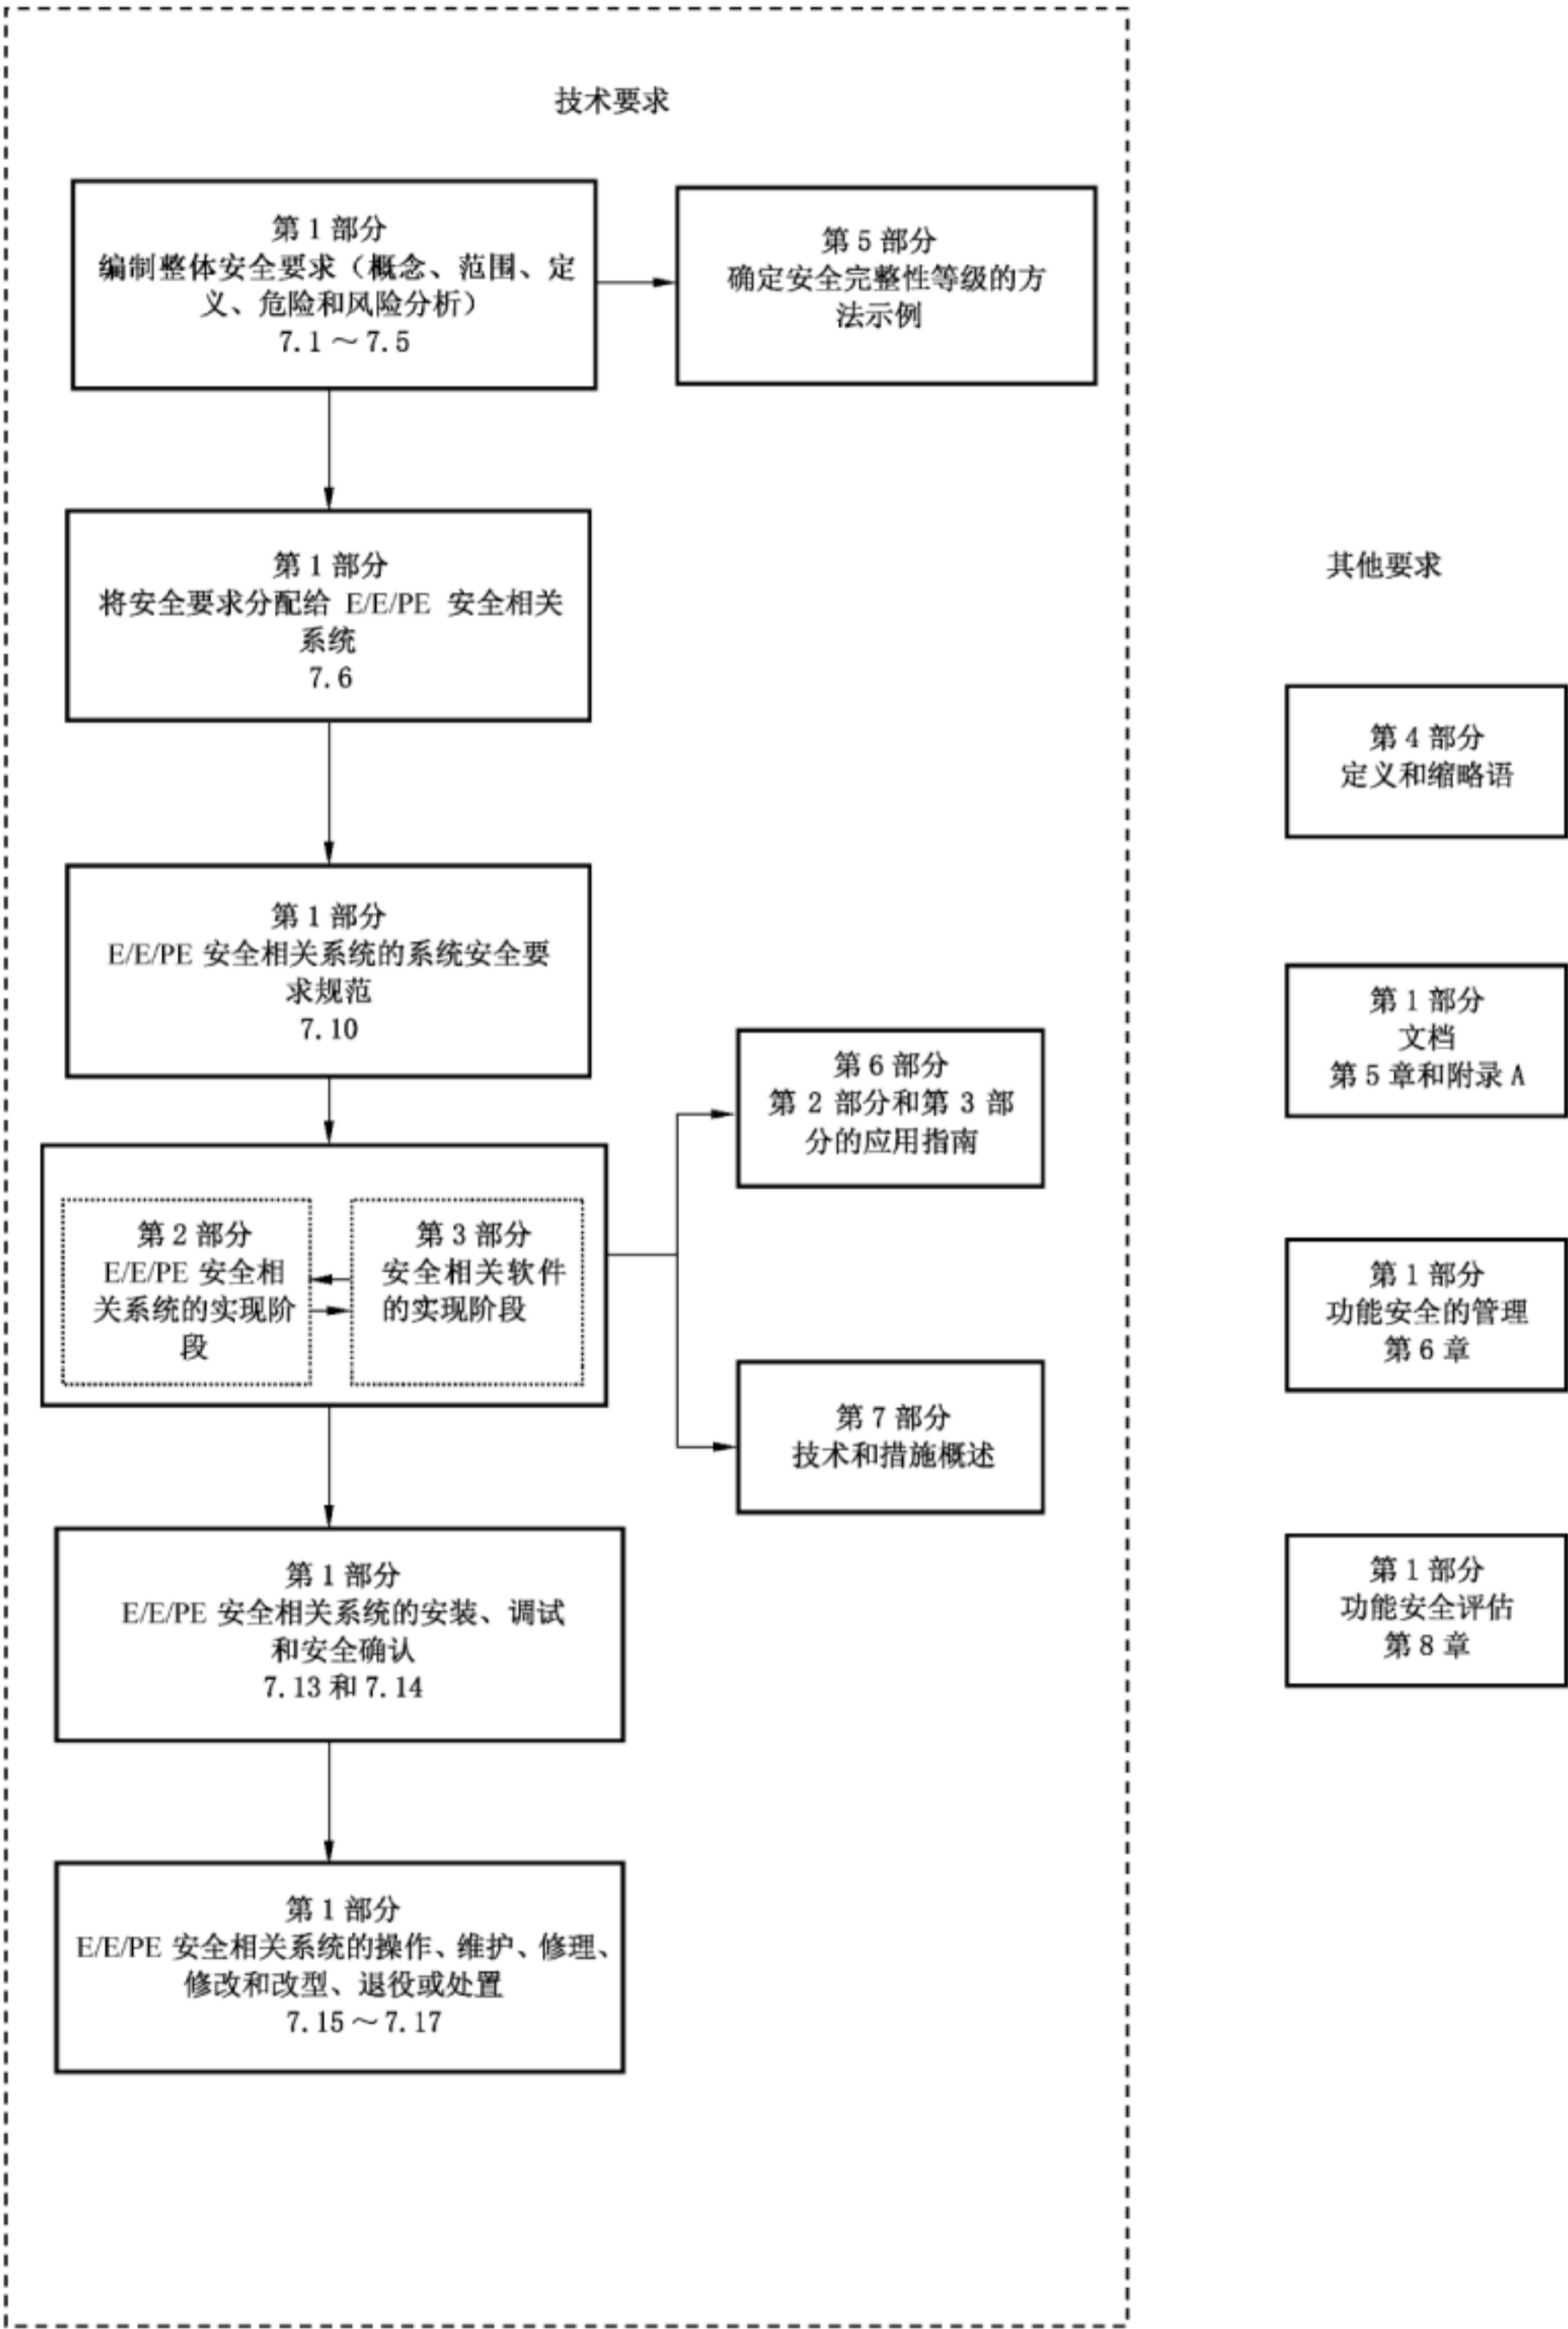 技术要求
第 1 部分
编制整体安全要求（概念、范围、定
义、危险和风险分析）
7.1～7.5
第 5 部分
确定安全完整性等级的方
法示例
第 1 部分
将安全要求分配给 E/E/PE 安全相关
系统
7.6
第 1 部分
E/E/PE 安全相关系统的系统安全要
求规范
7.10
第 2 部分
E/E/PE 安全相
关系统的实现阶
段
第 3 部分
安全相关软件
的实现阶段
第 6 部分
第 2 部分和第 3 部
分的应用指南
第 7 部分
技术和措施概述
第 1 部分
E/E/PE 安全相关系统的安装、调试
和安全确认
7.13 和 7.14
第 1 部分
E/E/PE 安全相关系统的操作、维护、修理、
修改和改型、退役或处置
7.15～7.17
其他要求
第 4 部分
定义和缩略语
第 1 部分
文档
第 5 章和附录 A
第 1 部分
功能安全的管理
第 6 章
第 1 部分
功能安全评估
第 8 章